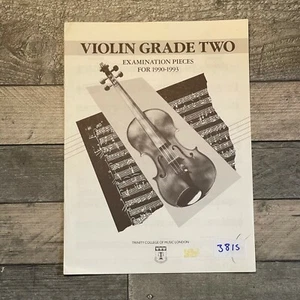 VIOLIN GRADE TWO
EXAMINATION PIECES
FOR 1990-1993
TRINITY COLLEGE OF MUSIC LONDON
3815